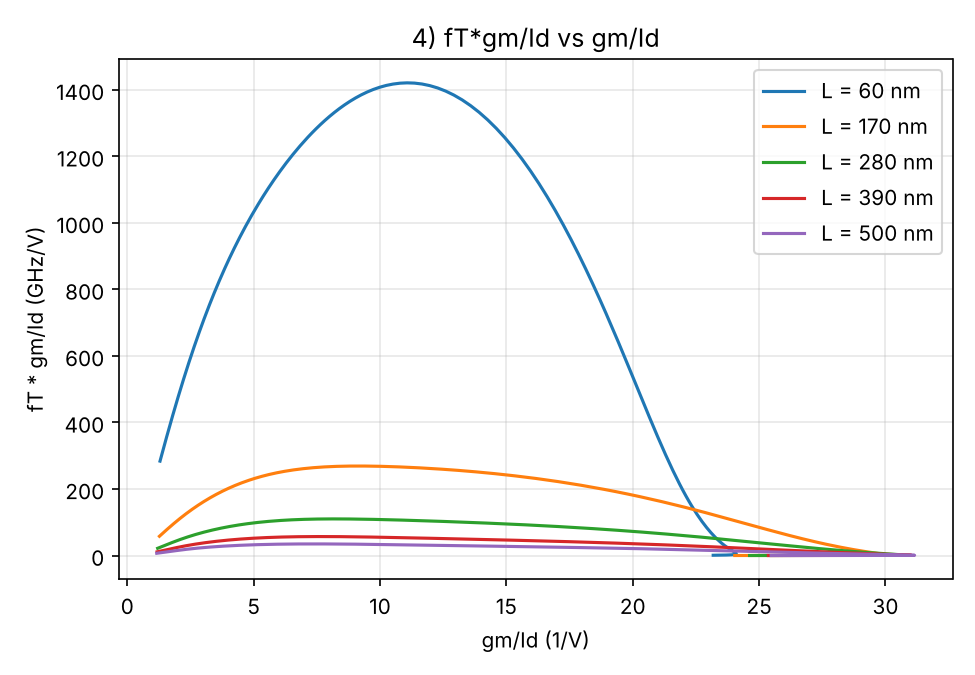 4) fT*gm/Id vs gm/Id
fT * gm/Id (GHz/V)
1400
1200
1000
800
600
400
200
0
L = 60 nm
L = 170 nm
L = 280 nm
L = 390 nm
L = 500 nm
0 5 10 15 20 25 30
gm/Id (1/V)